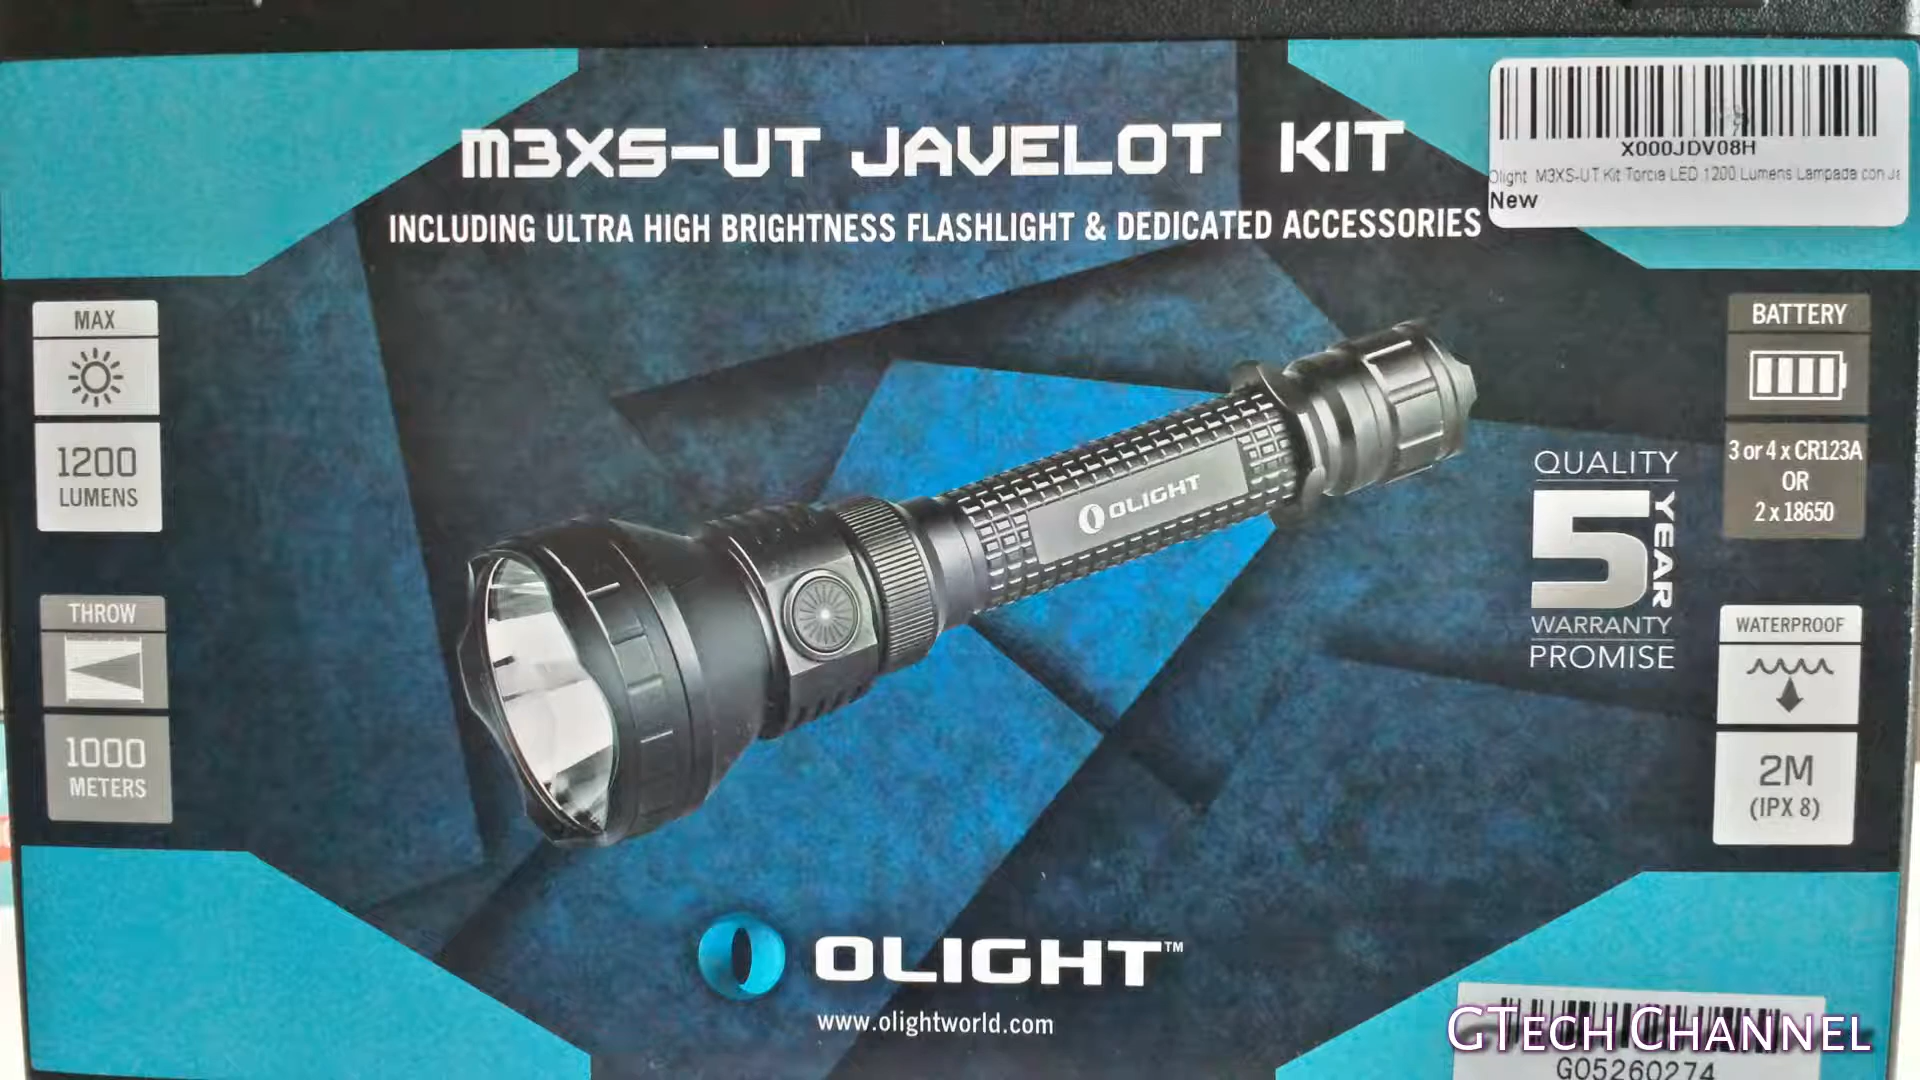 M3XS-UT JAVELOT KIT
INCLUDING ULTRA HIGH BRIGHTNESS FLASHLIGHT & DEDICATED ACCESSORIES
X000JDV08H
Olight M3XS-UT Kit Torcia LED 1200 Lumens Lampada con Ja
New
MAX
1200
LUMENS
THROW
1000
METERS
OLIGHT
BATTERY
3 or 4 x CR123A
OR
2 x 18650
QUALITY
5 YEAR
WARRANTY
PROMISE
WATERPROOF
2M
(IPX 8)
OLIGHT™
www.olightworld.com
GTECH CHANNEL
G05260274